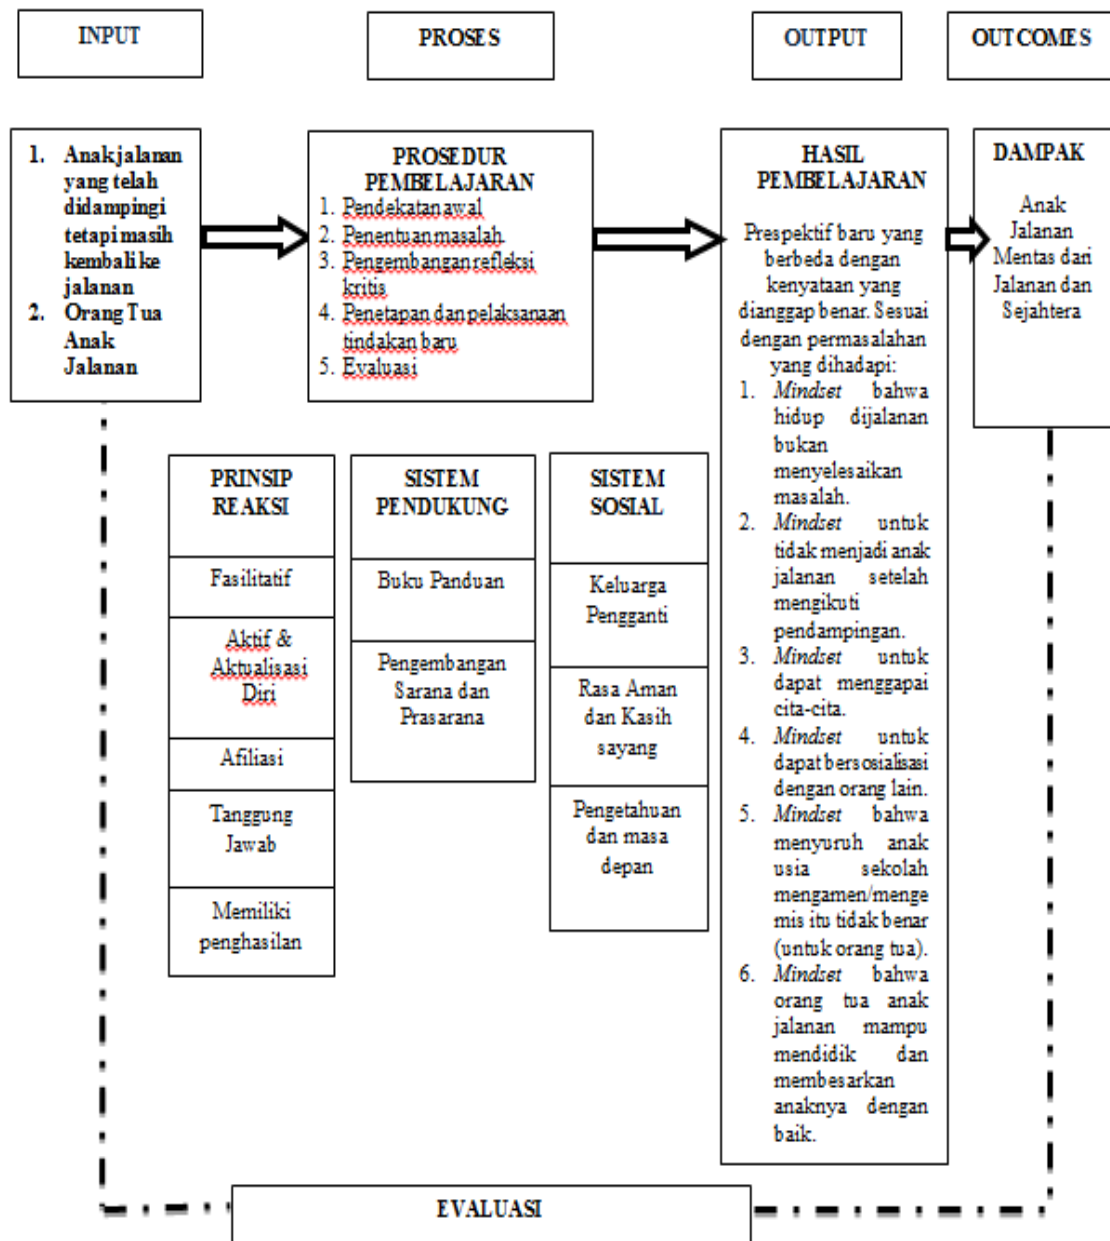 INPUT
PROSES
OUTPUT
OUTCOMES
1. Anak jalanan
yang telah
didampingi
tetapi masih
kembali ke
jalanan
2. Orang Tua
Anak
Jalanan
PROSEDUR
PEMBELAJARAN
1. Pendekatan awal
2. Penentuan masalah
3. Pengembangan refleksi
kritis
4. Penetapan dan pelaksanaan
tindakan baru
5. Evaluasi
HASIL
PEMBELAJARAN
Prespektif baru yang
berbeda dengan
kenyataan yang
dianggap benar. Sesuai
dengan permasalahan
yang dihadapi:
1. Mindset bahwa
hidup dijalanan
bukan
menyelesaikan
masalah.
2. Mindset untuk
tidak menjadi anak
jalanan setelah
mengikuti
pendampingan.
3. Mindset untuk
dapat menggapai
cita-cita.
4. Mindset untuk
dapat bersosialisasi
dengan orang lain.
5. Mindset bahwa
menyuruh anak
usia sekolah
mengamen/menge
mis itu tidak benar
(untuk orang tua).
6. Mindset bahwa
orang tua anak
jalanan mampu
mendidik dan
membesarkan
anaknya dengan
baik.
DAMPAK
Anak
Jalanan
Mentas dari
Jalanan dan
Sejahtera
PRINSIP
REAKSI
Fasilitatif
Aktif &
Aktualisasi
Diri
Afiliasi
Tanggung
Jawab
Memiliki
penghasilan
SISTEM
PENDUKUNG
Buku Panduan
Pengembangan
Sarana dan
Prasarana
SISTEM
SOSIAL
Keluarga
Pengganti
Rasa Aman
dan Kasih
sayang
Pengetahuan
dan masa
depan
EVALUASI